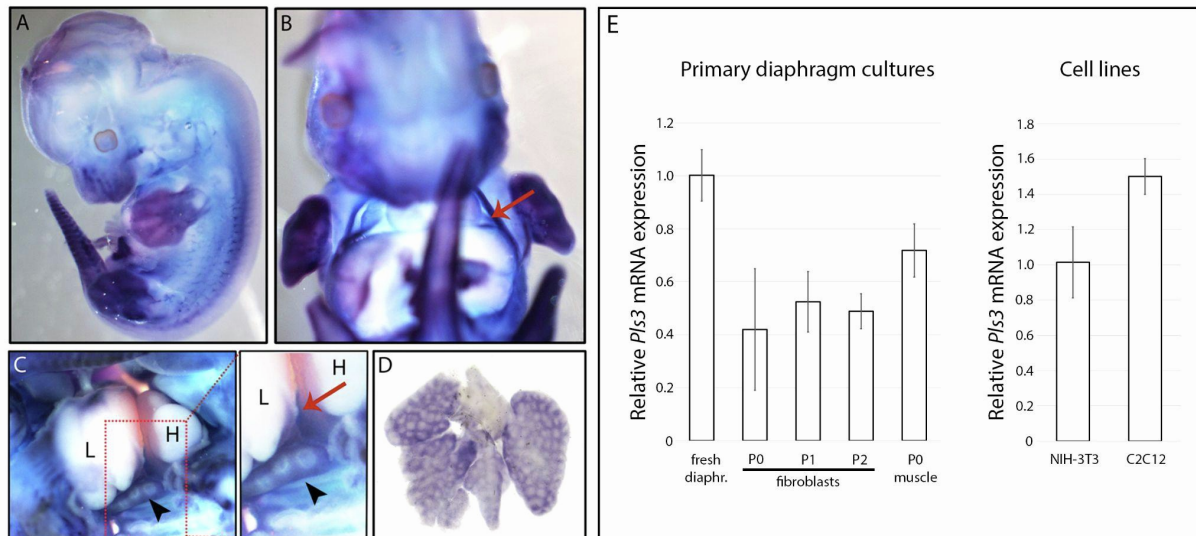 A
B
C
L
H
L
H
D
E
Primary diaphragm cultures
Relative Pls3 mRNA expression
1.2
1.0
0.8
0.6
0.4
0.2
0
fresh
diaphr.
P0
P1
P2
fibroblasts
P0
muscle
Cell lines
Relative Pls3 mRNA expression
1.8
1.6
1.4
1.2
1.0
0.8
0.6
0.4
0.2
0
NIH-3T3
C2C12